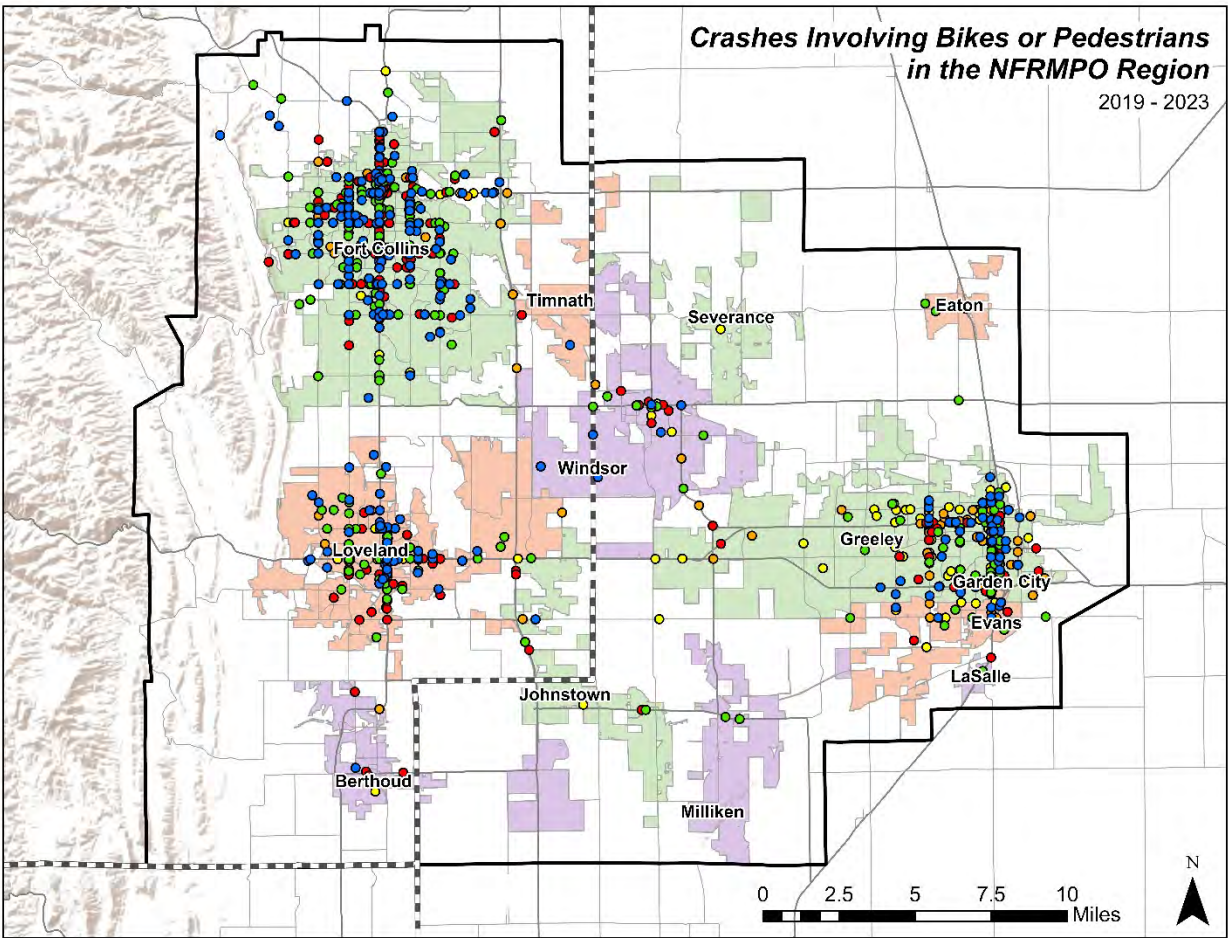 Crashes Involving Bikes or Pedestrians
in the NFRMPO Region
2019 - 2023
Fort Collins
Timnath
Severance
Eaton
Windsor
Loveland
Greeley
Garden City
Evans
LaSalle
Johnstown
Berthoud
Milliken
N
0 2.5 5 7.5 10
Miles